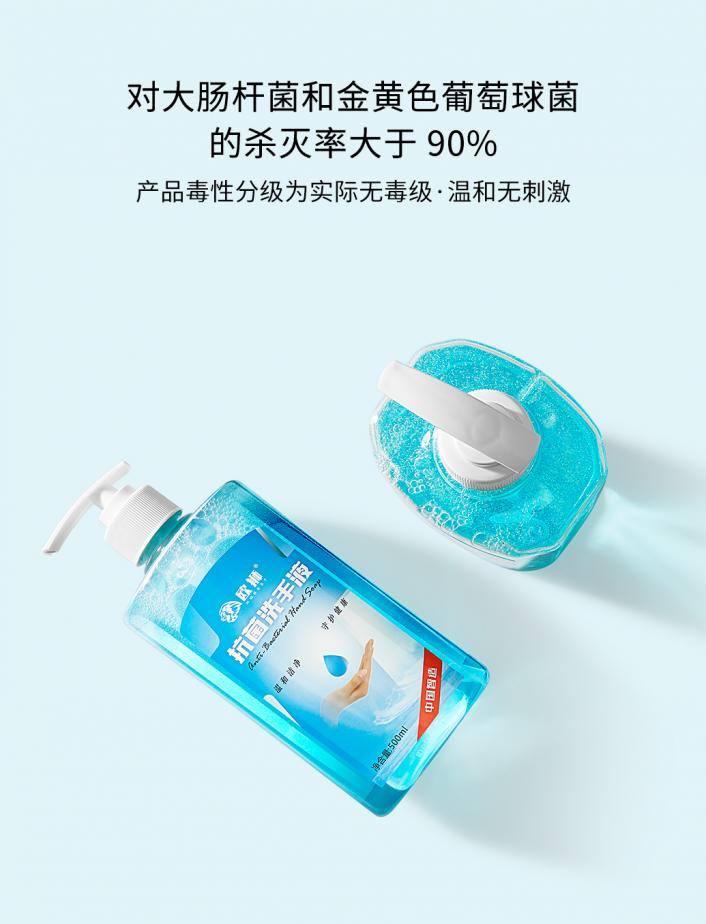 对大肠杆菌和金黄色葡萄球菌
的杀灭率大于 90%
产品毒性分级为实际无毒级·温和无刺激
欧狮
抗菌洗手液
Anti-Bacterial Hand Soap
温和洁净
守护健康
中国智造
净含量:500ml